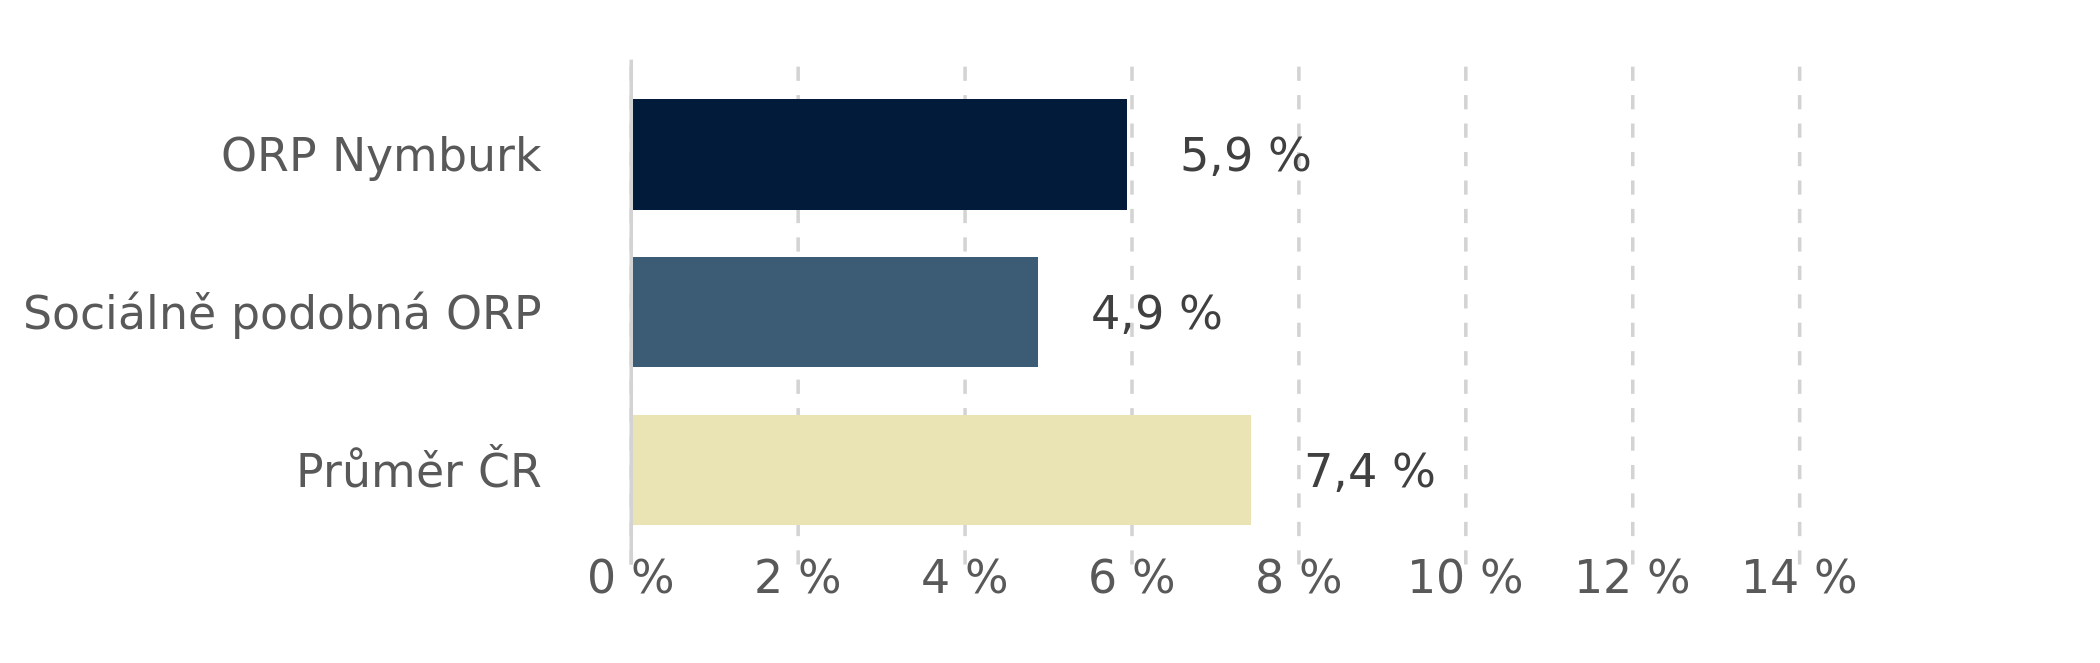 ORP Nymburk
5,9 %
Sociálně podobná ORP
4,9 %
Průměr ČR
7,4 %
0 % 2 % 4 % 6 % 8 % 10 % 12 % 14 %